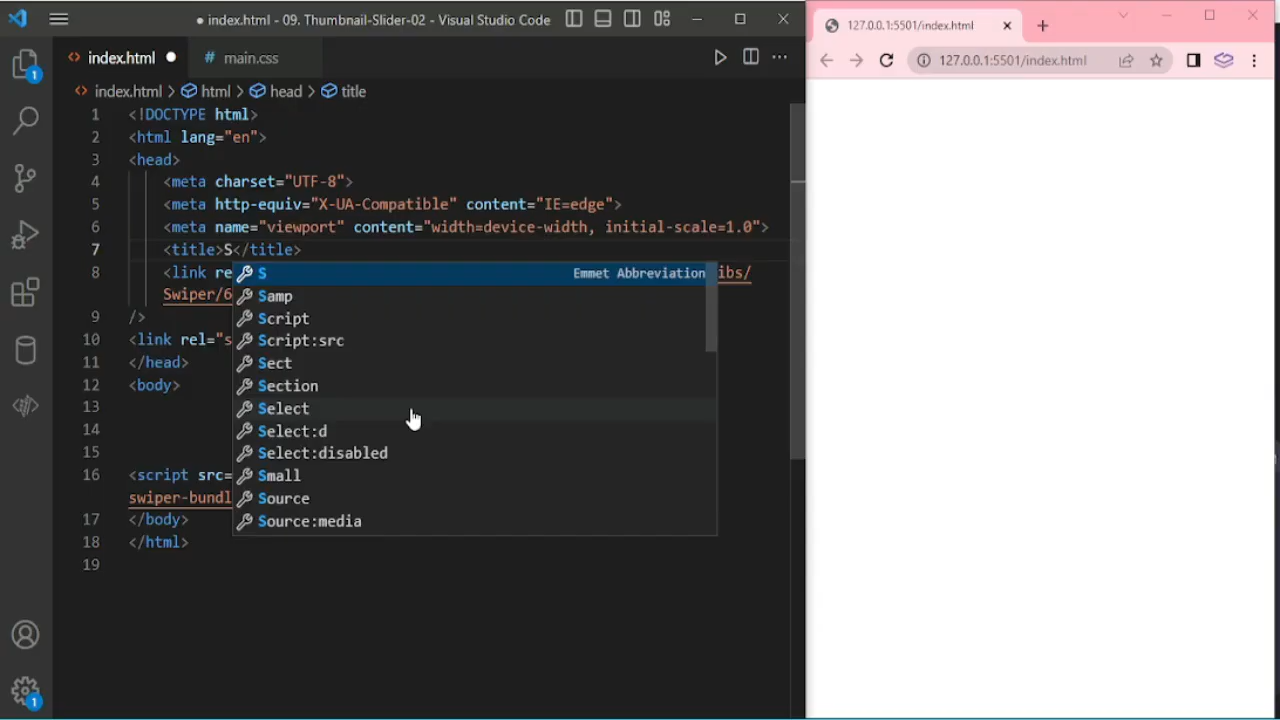 ● index.html - 09. Thumbnail-Slider-02 - Visual Studio Code
index.html ●
# main.css
index.html > html > head > title
1 <!DOCTYPE html>
2 <html lang="en">
3 <head>
4 <meta charset="UTF-8">
5 <meta http-equiv="X-UA-Compatible" content="IE=edge">
6 <meta name="viewport" content="width=device-width, initial-scale=1.0">
7 <title>S</title>
8 <link re ibs/
Swiper/6
9 />
10 <link rel="s
11 </head>
12 <body>
13
14
15
16 <script src=
swiper-bundl
17 </body>
18 </html>
19
S Emmet Abbreviation
Samp
Script
Script:src
Sect
Section
Select
Select:d
Select:disabled
Small
Source
Source:media
1
1
127.0.0.1:5501/index.html
127.0.0.1:5501/index.html